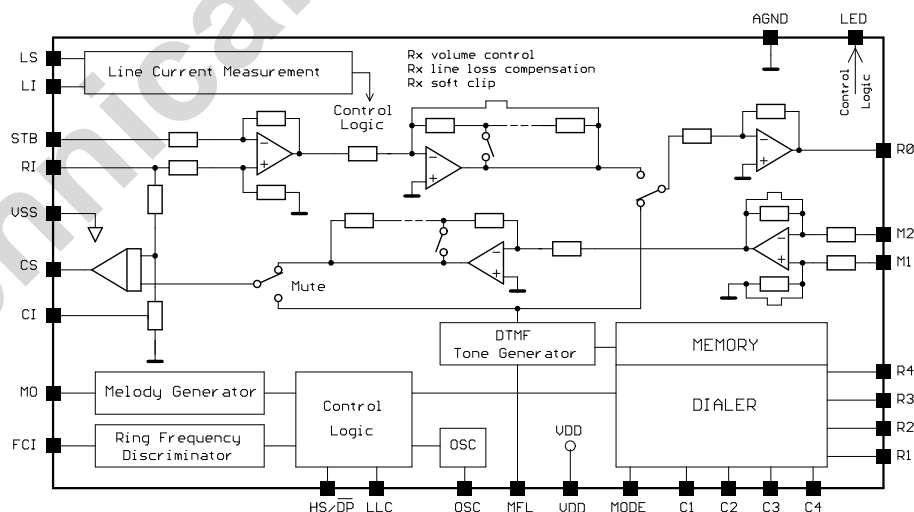 AGND
LED
LS
Line Current Measurement
LI
Rx volume control
Rx line loss compensation
Rx soft clip
Control
Logic
Control
Logic
STB
RI
RO
VSS
M2
M1
CS
Mute
CI
DTMF
Tone Generator
MEMORY
DIALER
R4
R3
R2
R1
MO
Melody Generator
Control
Logic
FCI
Ring Frequency
Discriminator
OSC
VDD
HS/DP
LLC
OSC
MFL
VDD
MODE
C1
C2
C3
C4